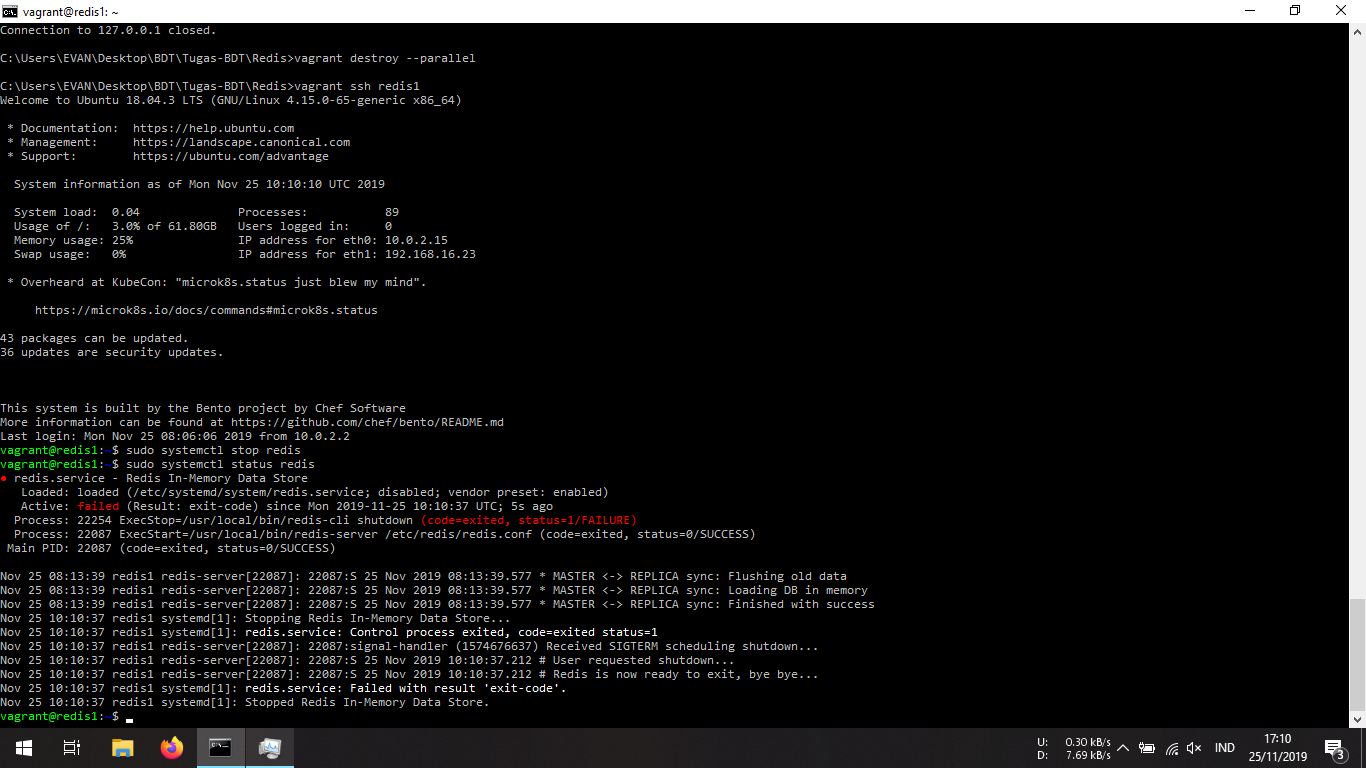 vagrant@redis1: ~
Connection to 127.0.0.1 closed.
C:\Users\EVAN\Desktop\BDT\Tugas-BDT\Redis>vagrant destroy --parallel
C:\Users\EVAN\Desktop\BDT\Tugas-BDT\Redis>vagrant ssh redis1
Welcome to Ubuntu 18.04.3 LTS (GNU/Linux 4.15.0-65-generic x86_64)
* Documentation:  https://help.ubuntu.com
* Management:     https://landscape.canonical.com
* Support:        https://ubuntu.com/advantage
System information as of Mon Nov 25 10:10:10 UTC 2019
System load:  0.04              Processes:           89
Usage of /:   3.0% of 61.80GB   Users logged in:     0
Memory usage: 25%               IP address for eth0: 10.0.2.15
Swap usage:   0%                IP address for eth1: 192.168.16.23
* Overheard at KubeCon: "microk8s.status just blew my mind".
https://microk8s.io/docs/commands#microk8s.status
43 packages can be updated.
36 updates are security updates.
This system is built by the Bento project by Chef Software
More information can be found at https://github.com/chef/bento/README.md
Last login: Mon Nov 25 08:06:06 2019 from 10.0.2.2
vagrant@redis1:~$ sudo systemctl stop redis
vagrant@redis1:~$ sudo systemctl status redis
● redis.service - Redis In-Memory Data Store
Loaded: loaded (/etc/systemd/system/redis.service; disabled; vendor preset: enabled)
Active: failed (Result: exit-code) since Mon 2019-11-25 10:10:37 UTC; 5s ago
Process: 22254 ExecStop=/usr/local/bin/redis-cli shutdown (code=exited, status=1/FAILURE)
Process: 22087 ExecStart=/usr/local/bin/redis-server /etc/redis/redis.conf (code=exited, status=0/SUCCESS)
Main PID: 22087 (code=exited, status=0/SUCCESS)
Nov 25 08:13:39 redis1 redis-server[22087]: 22087:S 25 Nov 2019 08:13:39.577 * MASTER <-> REPLICA sync: Flushing old data
Nov 25 08:13:39 redis1 redis-server[22087]: 22087:S 25 Nov 2019 08:13:39.577 * MASTER <-> REPLICA sync: Loading DB in memory
Nov 25 08:13:39 redis1 redis-server[22087]: 22087:S 25 Nov 2019 08:13:39.577 * MASTER <-> REPLICA sync: Finished with success
Nov 25 10:10:37 redis1 systemd[1]: Stopping Redis In-Memory Data Store...
Nov 25 10:10:37 redis1 systemd[1]: redis.service: Control process exited, code=exited status=1
Nov 25 10:10:37 redis1 redis-server[22087]: 22087:signal-handler (1574676637) Received SIGTERM scheduling shutdown...
Nov 25 10:10:37 redis1 redis-server[22087]: 22087:S 25 Nov 2019 10:10:37.212 # User requested shutdown...
Nov 25 10:10:37 redis1 redis-server[22087]: 22087:S 25 Nov 2019 10:10:37.212 # Redis is now ready to exit, bye bye...
Nov 25 10:10:37 redis1 systemd[1]: redis.service: Failed with result 'exit-code'.
Nov 25 10:10:37 redis1 systemd[1]: Stopped Redis In-Memory Data Store.
vagrant@redis1:~$
U: 0.30 kB/s
D: 7.69 kB/s
IND
17:10
25/11/2019
3